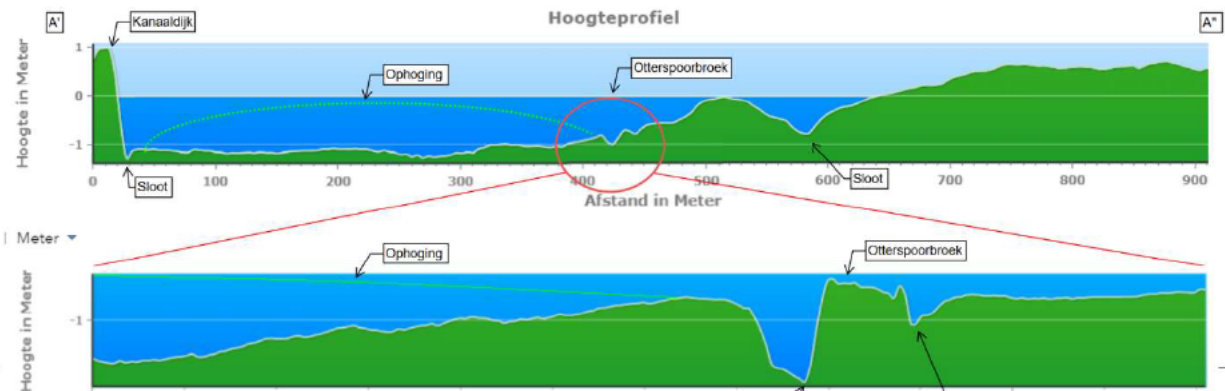 Hoogteprofiel
A'
Kanaaldijk
A"
Hoogte in Meter
1
0
-1
Ophoging
Otterspoorbroek
Sloot
Sloot
0 100 200 300 400 500 600 700 800 900
Afstand in Meter
| Meter
Ophoging
Otterspoorbroek
Hoogte in Meter
-1